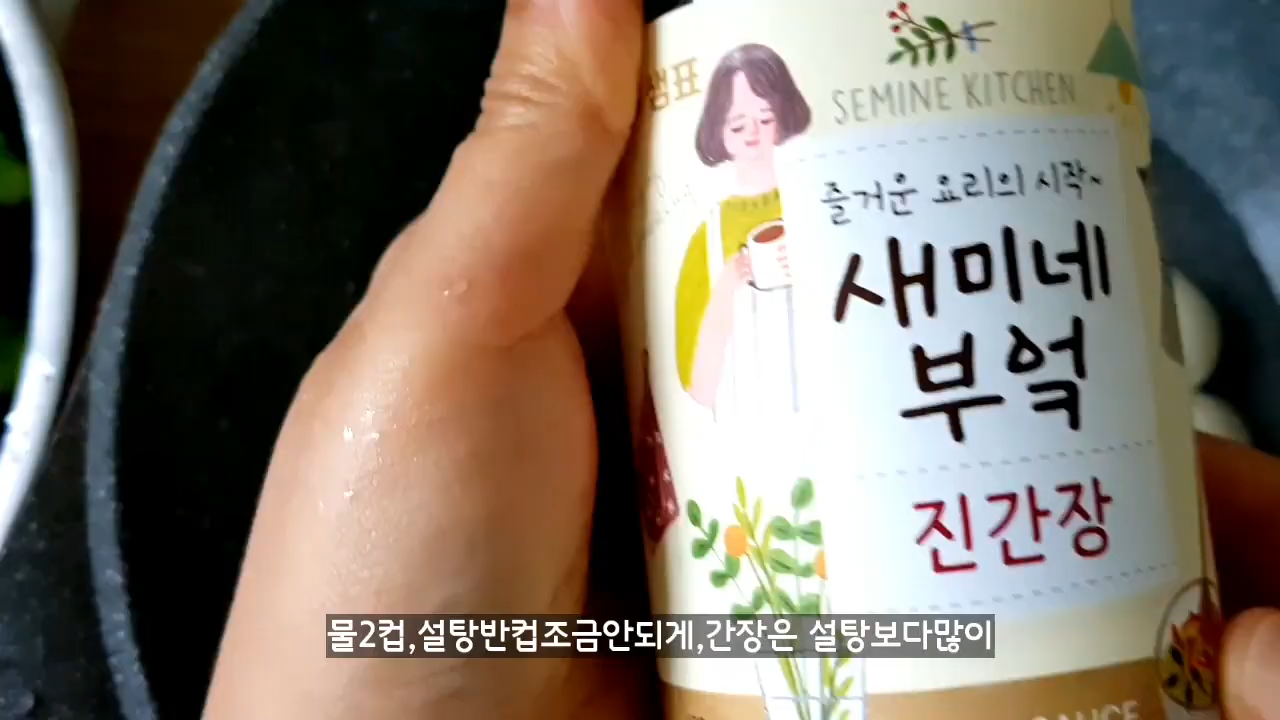 샘표
SEMINE KITCHEN
즐거운 요리의 시작~
새미네
부엌
진간장
물2컵,설탕반컵조금안되게,간장은 설탕보다많이